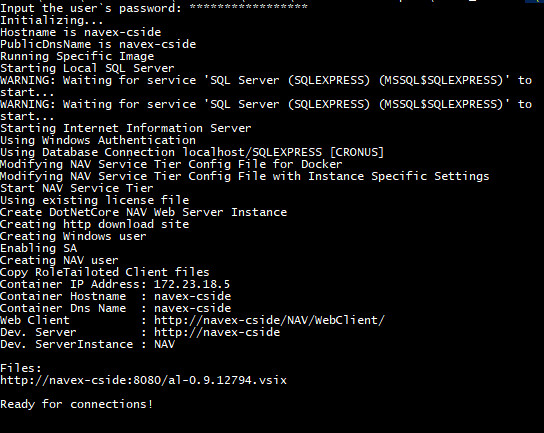 Input the user`s password: *****************
Initializing...
Hostname is navex-cside
PublicDnsName is navex-cside
Running Specific Image
Starting Local SQL Server
WARNING: Waiting for service 'SQL Server (SQLEXPRESS) (MSSQL$SQLEXPRESS)' to
start...
WARNING: Waiting for service 'SQL Server (SQLEXPRESS) (MSSQL$SQLEXPRESS)' to
start...
Starting Internet Information Server
Using Windows Authentication
Using Database Connection localhost/SQLEXPRESS [CRONUS]
Modifying NAV Service Tier Config File for Docker
Modifying NAV Service Tier Config File with Instance Specific Settings
Start NAV Service Tier
Using existing license file
Create DotNetCore NAV Web Server Instance
Creating http download site
Creating Windows user
Enabling SA
Creating NAV user
Copy RoleTailoted Client files
Container IP Address: 172.23.18.5
Container Hostname  : navex-cside
Container Dns Name  : navex-cside
Web Client          : http://navex-cside/NAV/WebClient/
Dev. Server         : http://navex-cside
Dev. ServerInstance : NAV
Files:
http://navex-cside:8080/al-0.9.12794.vsix
Ready for connections!